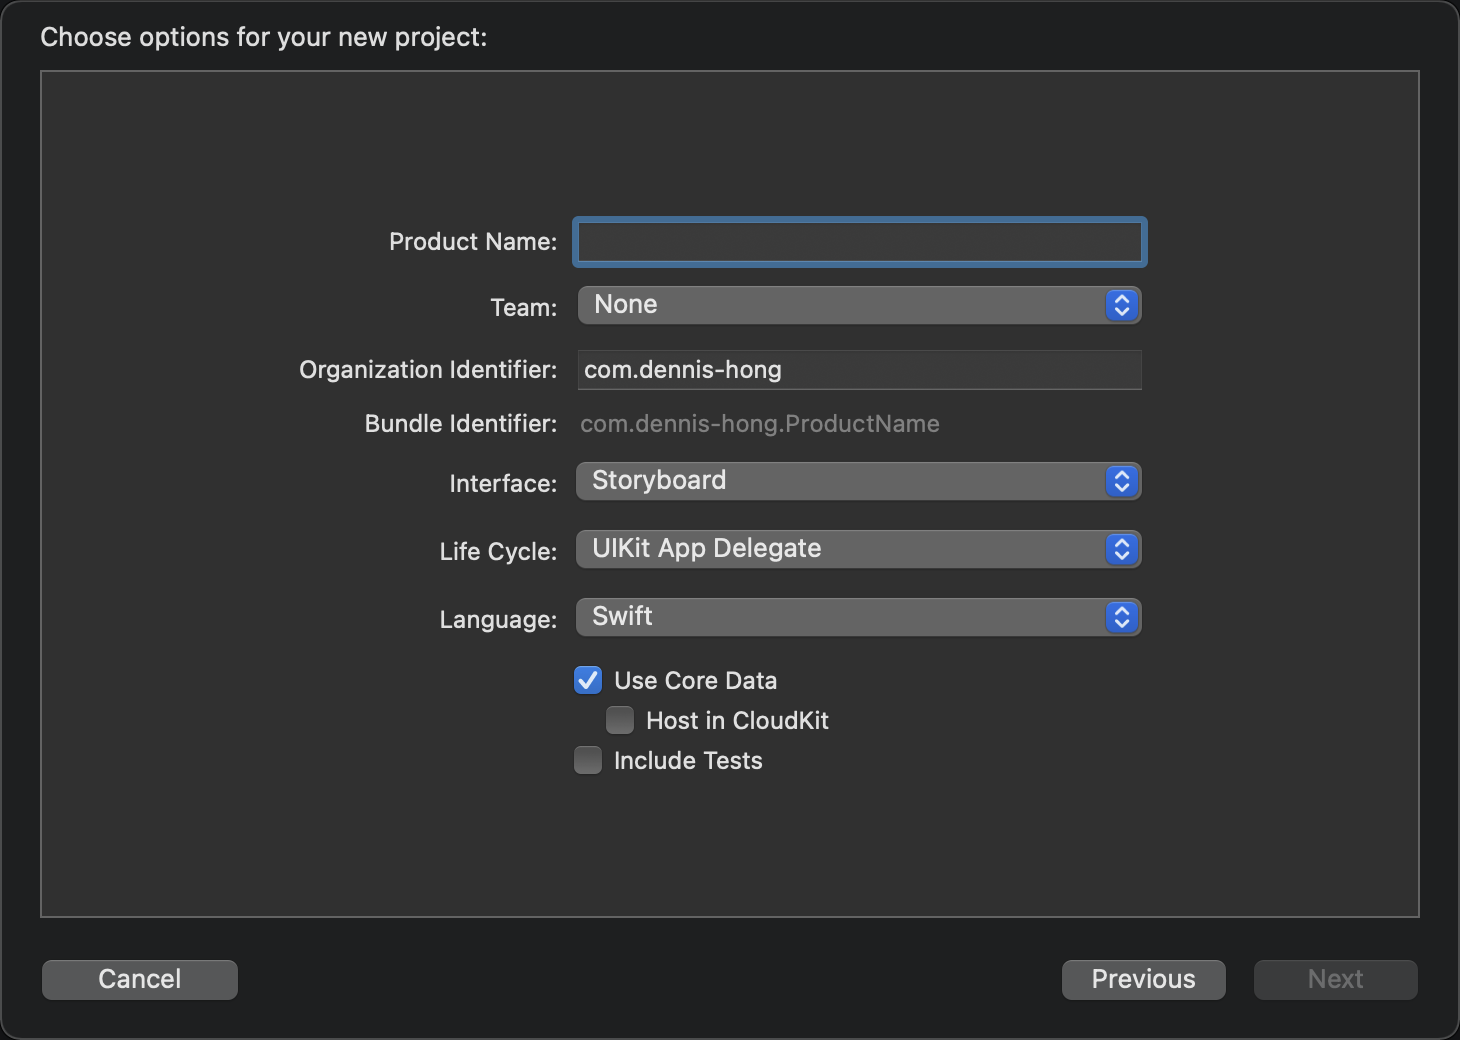 Choose options for your new project:
Product Name:
Team: None
Organization Identifier: com.dennis-hong
Bundle Identifier: com.dennis-hong.ProductName
Interface: Storyboard
Life Cycle: UIKit App Delegate
Language: Swift
Use Core Data
Host in CloudKit
Include Tests
Cancel Previous Next